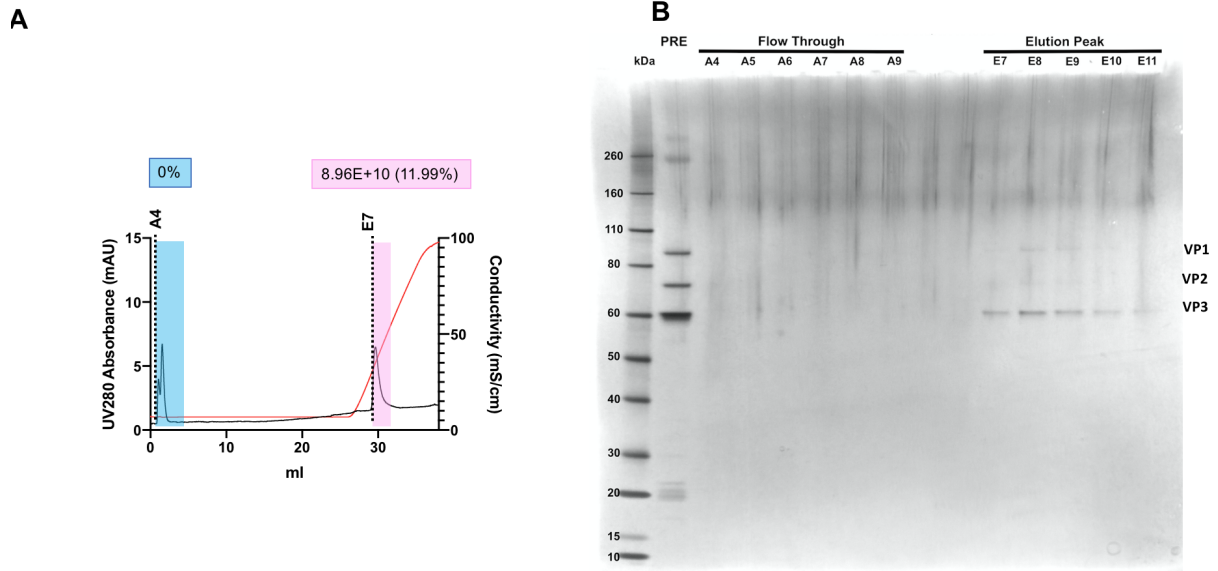 A
0%
8.96E+10 (11.99%)
A4
E7
UV280 Absorbance (mAU)
15
10
5
0
100
50
0
Conductivity (mS/cm)
0
10
20
30
ml
B
PRE
Flow Through
Elution Peak
kDa
A4
A5
A6
A7
A8
A9
E7
E8
E9
E10
E11
260
160
110
80
60
50
40
30
20
15
10
VP1
VP2
VP3